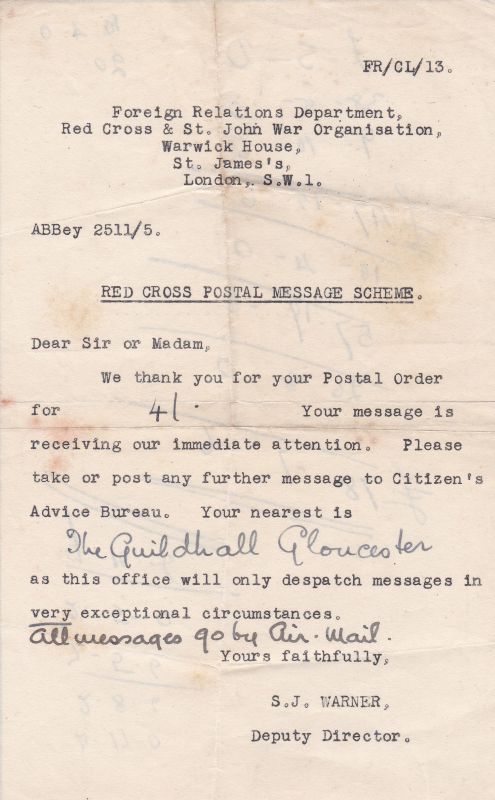 FR/CL/13.
Foreign Relations Department,
Red Cross & St. John War Organisation,
Warwick House,
St. James's,
London, S.W.1.
ABBey 2511/5.
RED CROSS POSTAL MESSAGE SCHEME.
Dear Sir or Madam,
We thank you for your Postal Order
for 4/. Your message is
receiving our immediate attention. Please
take or post any further message to Citizen's
Advice Bureau. Your nearest is
The Guildhall Gloucester
as this office will only despatch messages in
very exceptional circumstances.
All messages go by Air-Mail.
Yours faithfully,
S.J. WARNER,
Deputy Director.